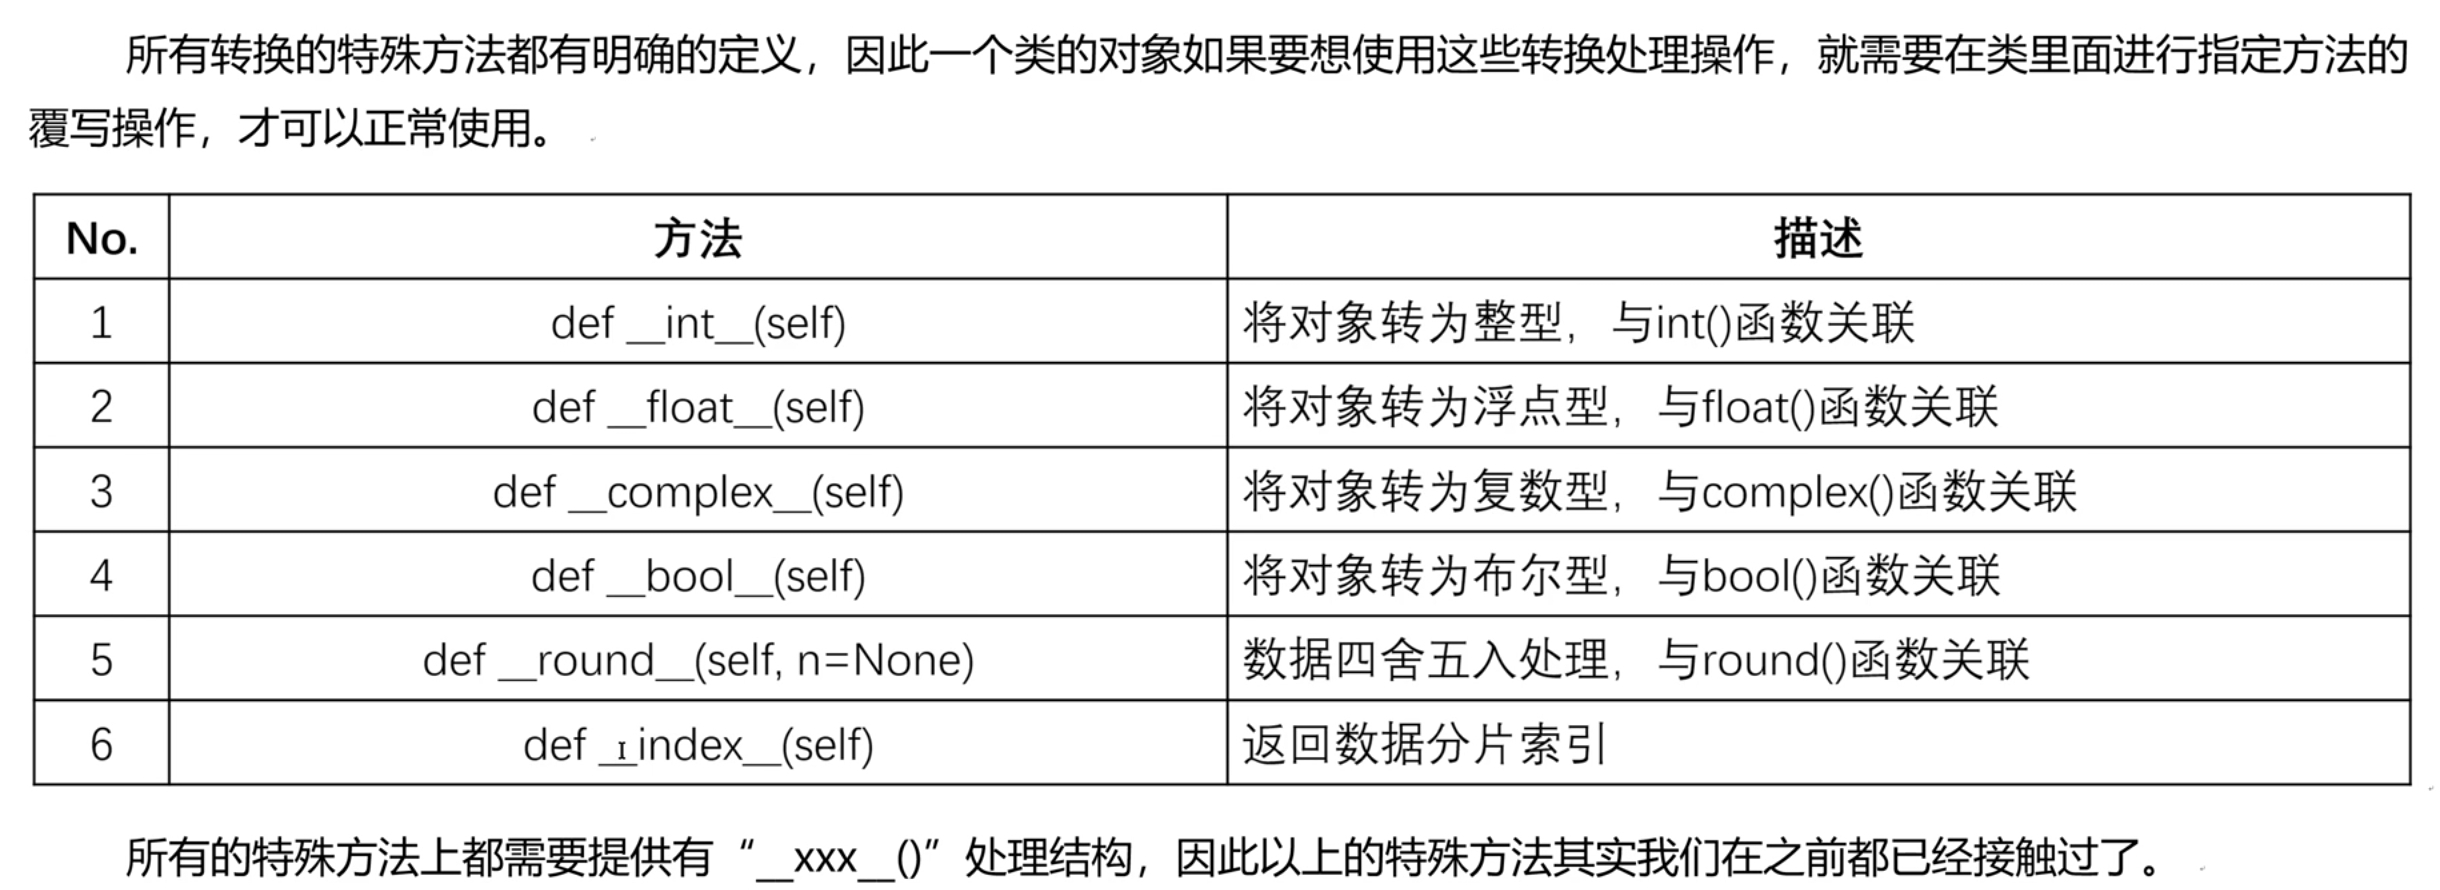 所有转换的特殊方法都有明确的定义，因此一个类的对象如果要想使用这些转换处理操作，就需要在类里面进行指定方法的
覆写操作，才可以正常使用。
No. 方法 描述
1 def __int__(self) 将对象转为整型，与int()函数关联
2 def __float__(self) 将对象转为浮点型，与float()函数关联
3 def __complex__(self) 将对象转为复数型，与complex()函数关联
4 def __bool__(self) 将对象转为布尔型，与bool()函数关联
5 def __round__(self, n=None) 数据四舍五入处理，与round()函数关联
6 def __index__(self) 返回数据分片索引
所有的特殊方法上都需要提供有“__xxx__()”处理结构，因此以上的特殊方法其实我们在之前都已经接触过了。